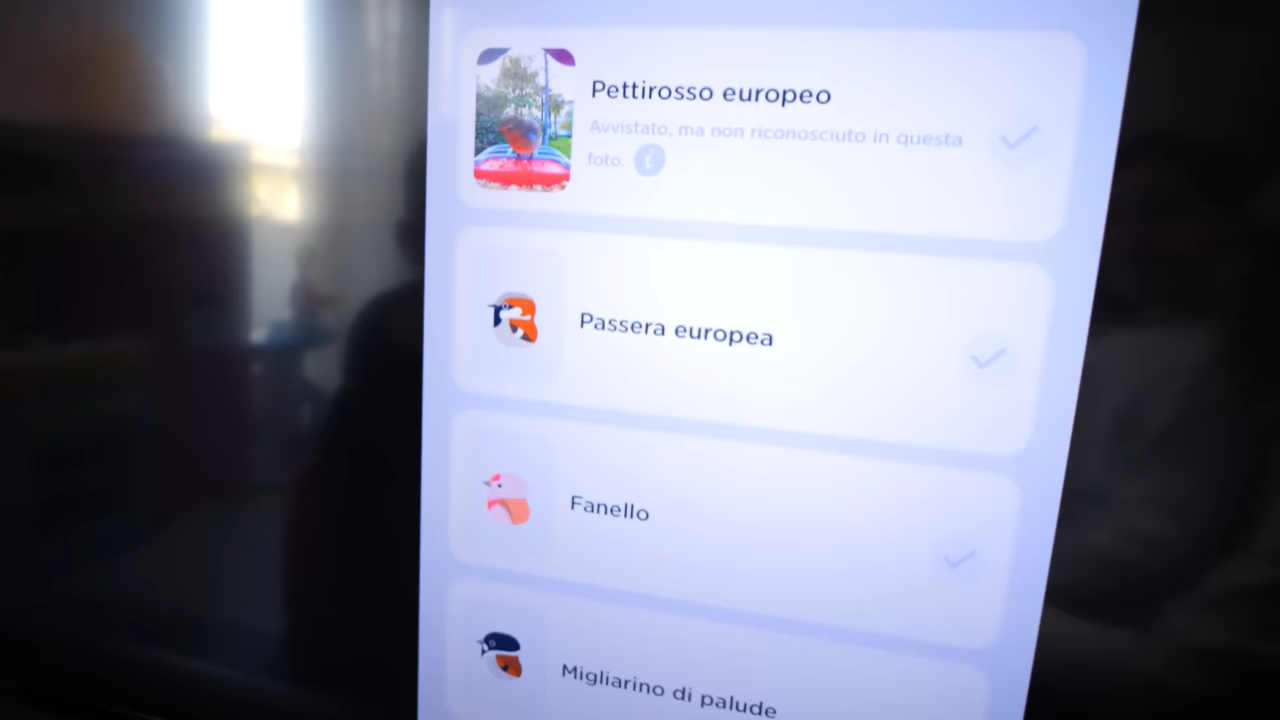 Pettirosso europeo
Avvistato, ma non riconosciuto in questa
foto. i
Passera europea
Fanello
Migliarino di palude